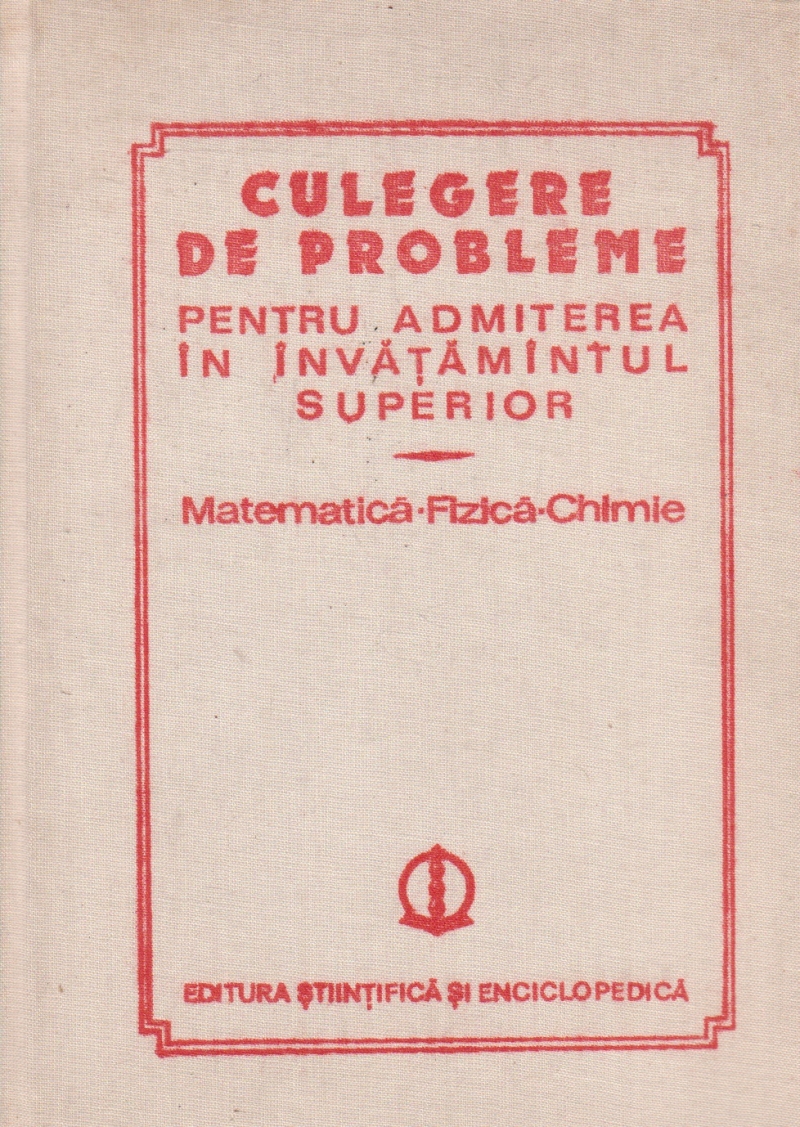 CULEGERE
DE PROBLEME
PENTRU ADMITEREA
ÎN ÎNVĂȚĂMÎNTUL
SUPERIOR
Matematică·Fizică·Chimie
EDITURA ȘTIINȚIFICĂ ȘI ENCICLOPEDICĂ